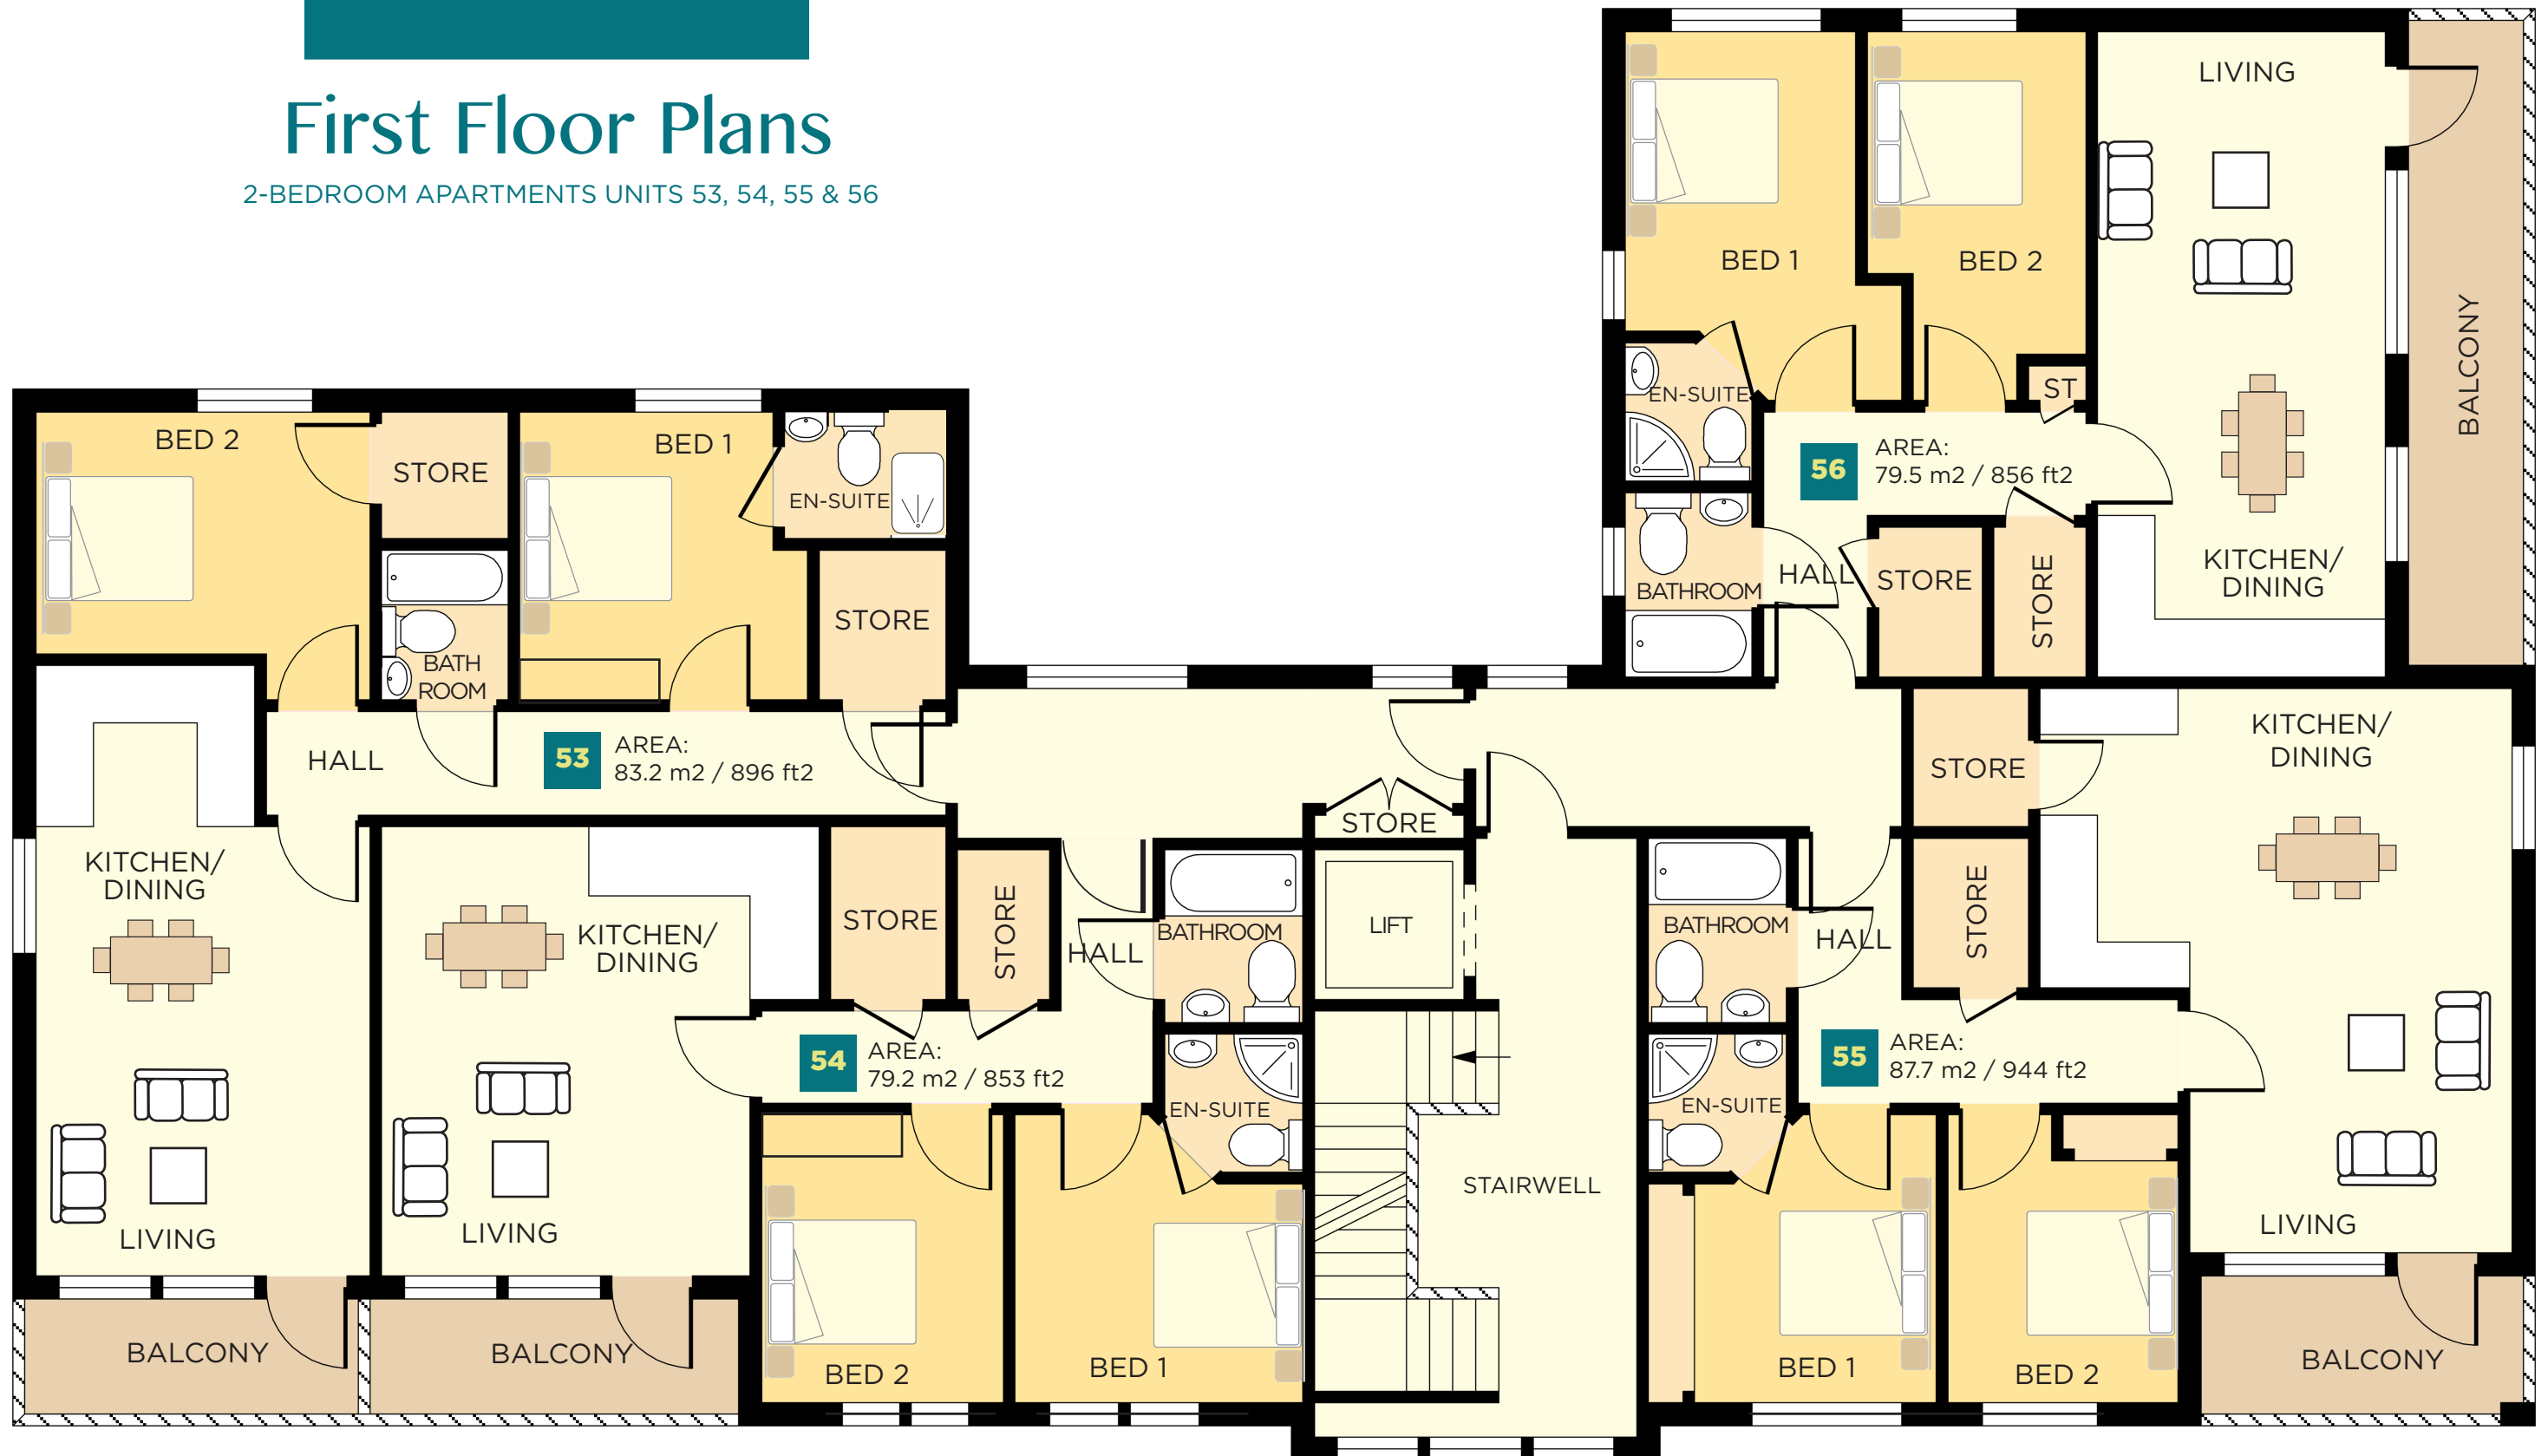 First Floor Plans
2-BEDROOM APARTMENTS UNITS 53, 54, 55 & 56
LIVING
BED 1
BED 2
BALCONY
EN-SUITE
ST
56
AREA:
79.5 m2 / 856 ft2
KITCHEN/
DINING
BATHROOM
HALL
STORE
STORE
BED 2
STORE
BED 1
EN-SUITE
STORE
BATH
ROOM
HALL
53
AREA:
83.2 m2 / 896 ft2
KITCHEN/
DINING
LIVING
BALCONY
KITCHEN/
DINING
STORE
STORE
HALL
BATHROOM
54
AREA:
79.2 m2 / 853 ft2
EN-SUITE
LIVING
BALCONY
BED 2
BED 1
STORE
LIFT
STAIRWELL
STORE
KITCHEN/
DINING
BATHROOM
HALL
STORE
55
AREA:
87.7 m2 / 944 ft2
EN-SUITE
LIVING
BED 1
BED 2
BALCONY